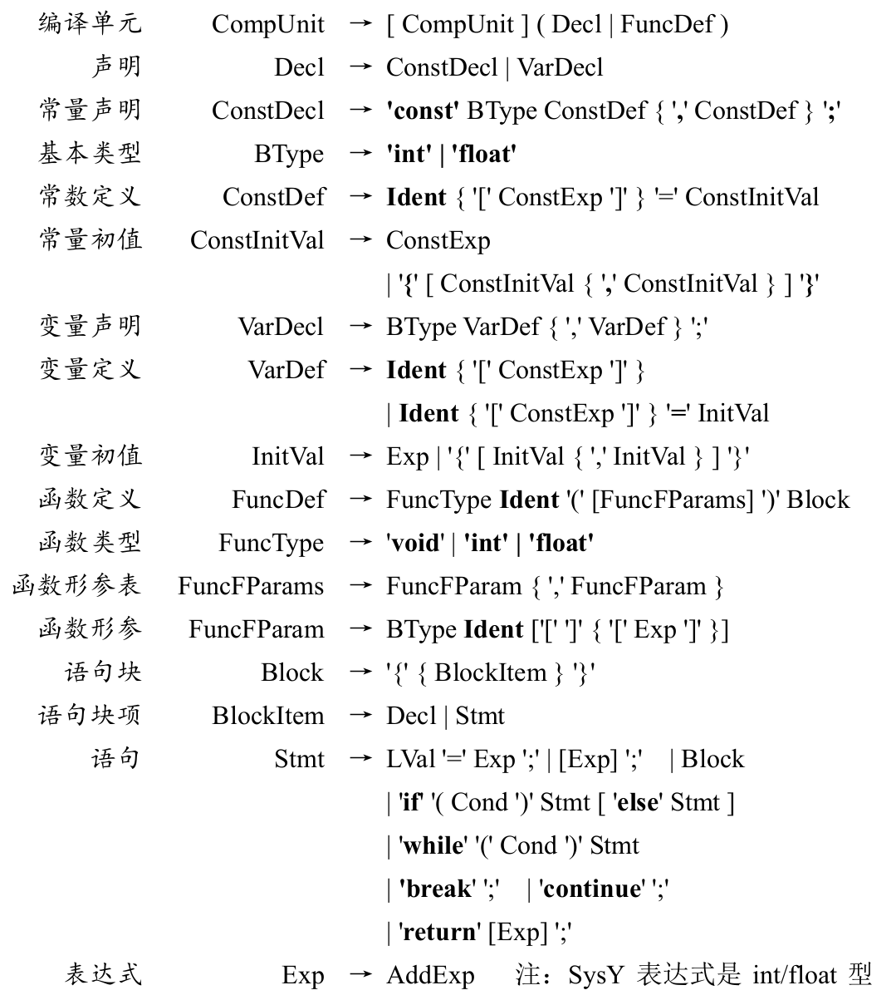 编译单元 CompUnit → [ CompUnit ] ( Decl | FuncDef )
声明 Decl → ConstDecl | VarDecl
常量声明 ConstDecl → 'const' BType ConstDef { ',' ConstDef } ';'
基本类型 BType → 'int' | 'float'
常数定义 ConstDef → Ident { '[' ConstExp ']' } '=' ConstInitVal
常量初值 ConstInitVal → ConstExp
| '{' [ ConstInitVal { ',' ConstInitVal } ] '}'
变量声明 VarDecl → BType VarDef { ',' VarDef } ';'
变量定义 VarDef → Ident { '[' ConstExp ']' }
| Ident { '[' ConstExp ']' } '=' InitVal
变量初值 InitVal → Exp | '{' [ InitVal { ',' InitVal } ] '}'
函数定义 FuncDef → FuncType Ident '(' [FuncFParams] ')' Block
函数类型 FuncType → 'void' | 'int' | 'float'
函数形参表 FuncFParams → FuncFParam { ',' FuncFParam }
函数形参 FuncFParam → BType Ident ['[' ']' { '[' Exp ']' }]
语句块 Block → '{' { BlockItem } '}'
语句块项 BlockItem → Decl | Stmt
语句 Stmt → LVal '=' Exp ';' | [Exp] ';' | Block
| 'if' '( Cond ')' Stmt [ 'else' Stmt ]
| 'while' '(' Cond ')' Stmt
| 'break' ';' | 'continue' ';'
| 'return' [Exp] ';'
表达式 Exp → AddExp 注：SysY 表达式是 int/float 型